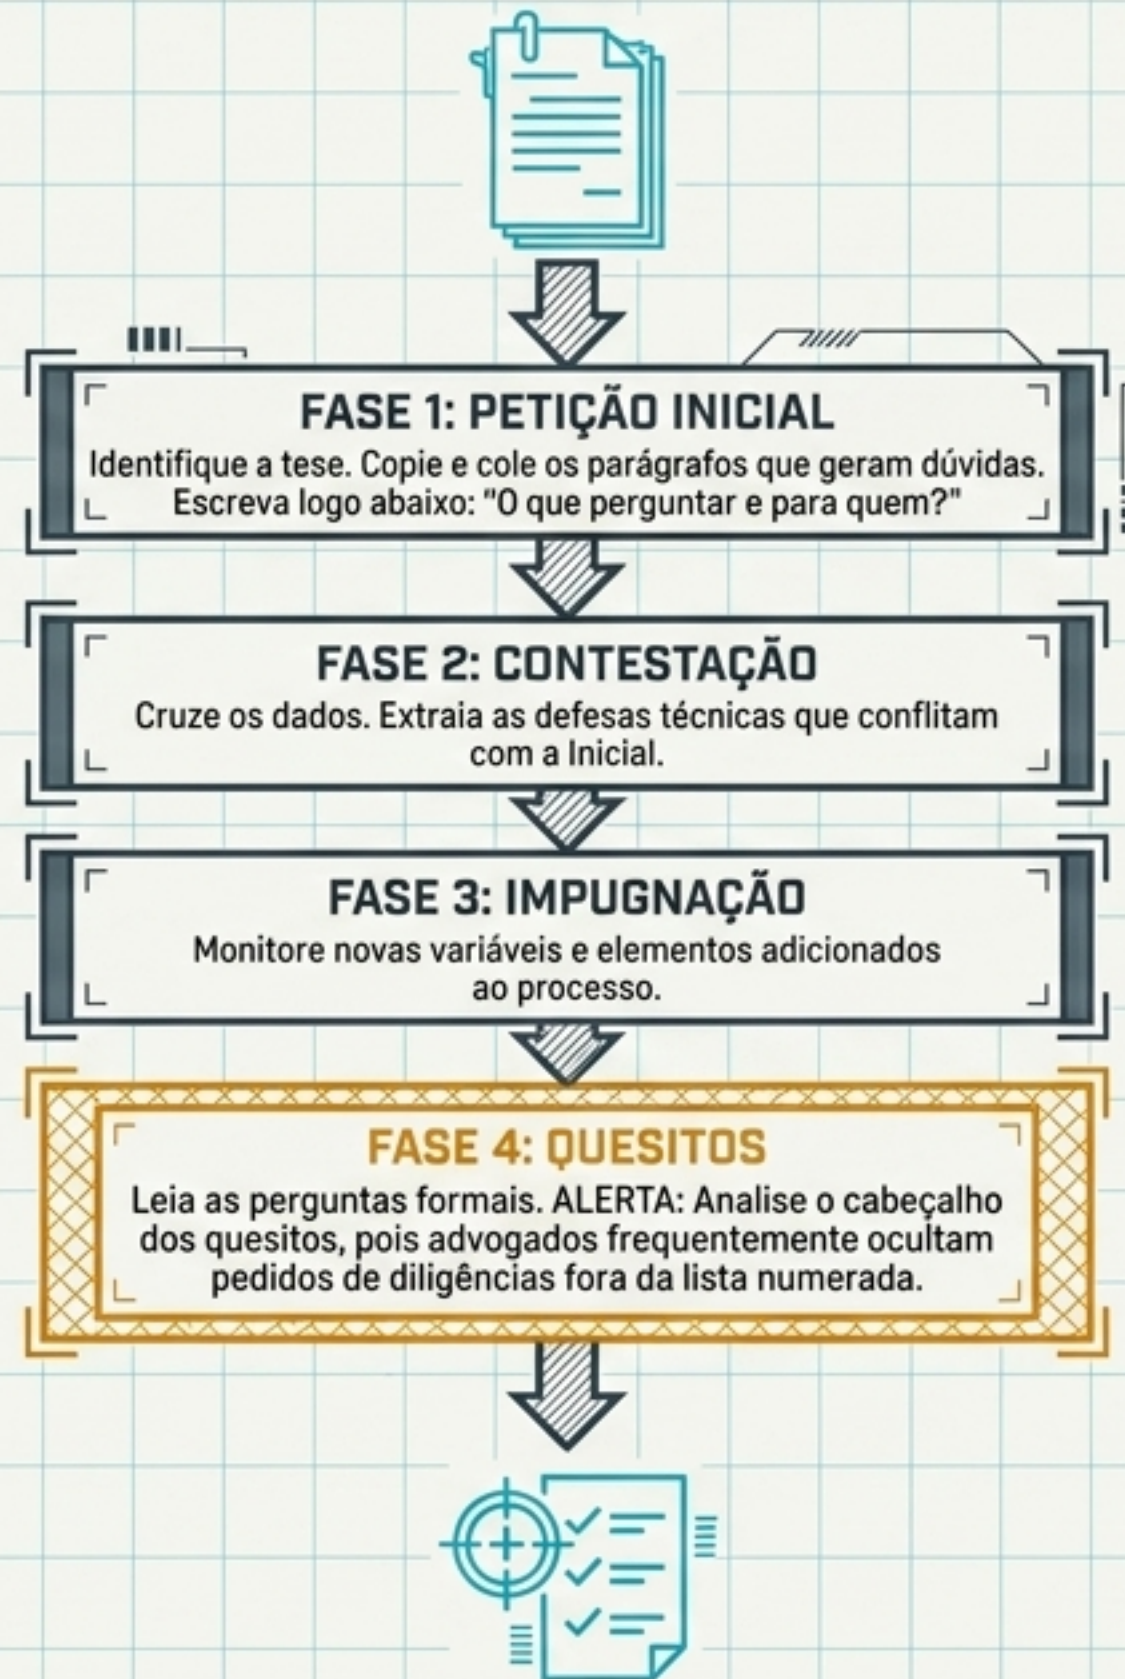 FASE 1: PETIÇÃO INICIAL
Identifique a tese. Copie e cole os parágrafos que geram dúvidas.
Escreva logo abaixo: "O que perguntar e para quem?"
FASE 2: CONTESTAÇÃO
Cruze os dados. Extraia as defesas técnicas que conflitam
com a Inicial.
FASE 3: IMPUGNAÇÃO
Monitore novas variáveis e elementos adicionados
ao processo.
FASE 4: QUESITOS
Leia as perguntas formais. ALERTA: Analise o cabeçalho
dos quesitos, pois advogados frequentemente ocultam
pedidos de diligências fora da lista numerada.